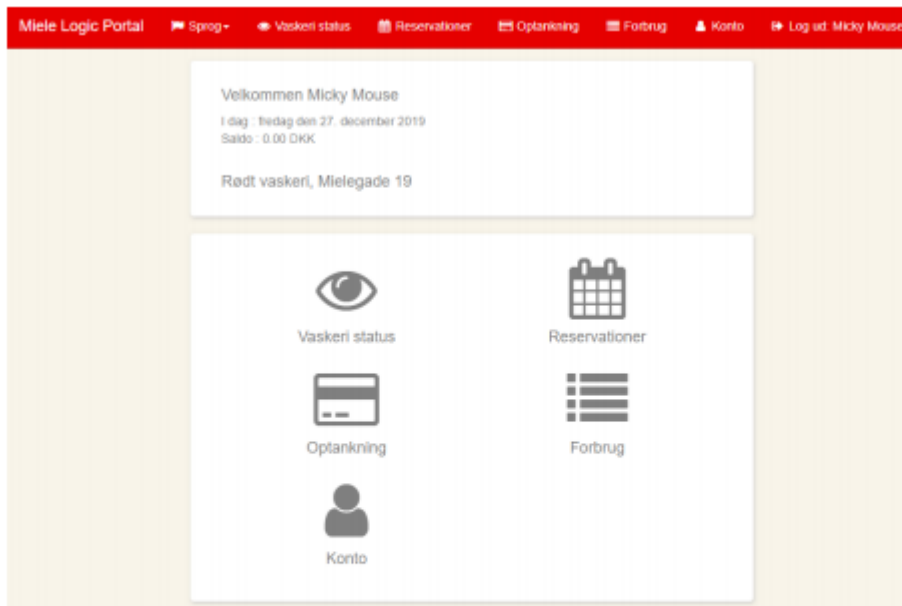 Miele Logic Portal Sprog Vaskeri status Reservationer Optankning Forbrug Konto Log ud: Micky Mouse
Velkommen Micky Mouse
I dag : fredag den 27. december 2019
Saldo : 0.00 DKK
Rødt vaskeri, Mielegade 19
Vaskeri status Reservationer
Optankning Forbrug
Konto